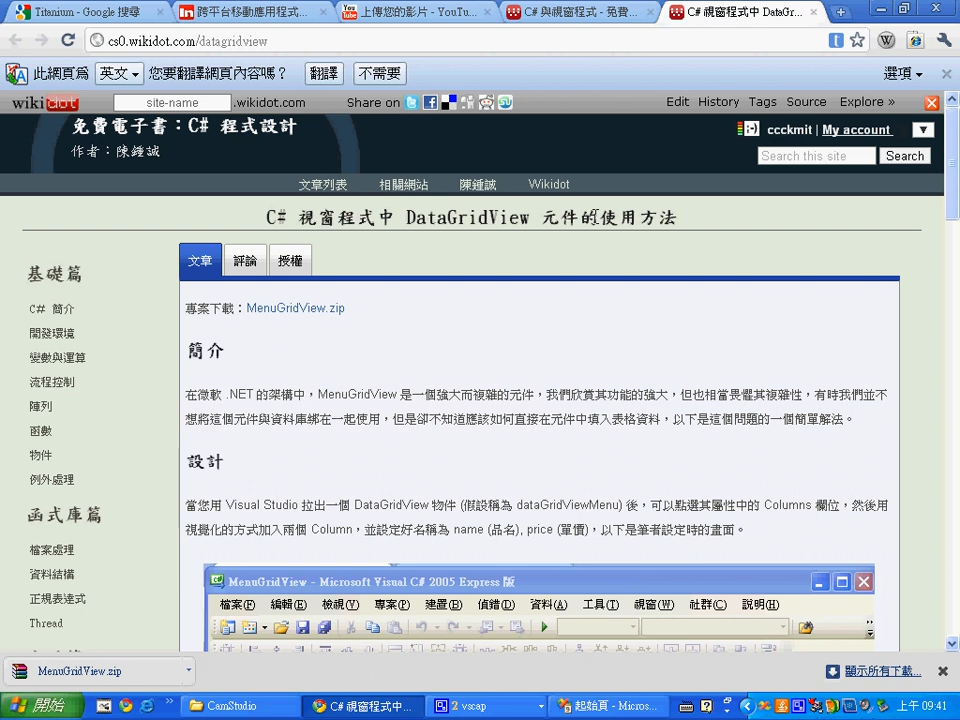 Titanium - Google 搜尋
跨平台移動應用程式...
上傳您的影片 - YouTu...
C# 與視窗程式 - 免費...
C# 視窗程式中 DataGr...
cs0.wikidot.com/datagridview
此網頁為 英文 您要翻譯網頁內容嗎？ 翻譯 不需要 選項
wikidot site-name .wikidot.com Share on Edit History Tags Source Explore »
免費電子書：C# 程式設計
作者：陳鍾誠
ccckmit | My account
Search this site Search
文章列表 相關網站 陳鍾誠 Wikidot
C# 視窗程式中 DataGridView 元件的使用方法
文章 評論 授權
基礎篇
C# 簡介
開發環境
變數與運算
流程控制
陣列
函數
物件
例外處理
函式庫篇
檔案處理
資料結構
正規表達式
Thread
專案下載：MenuGridView.zip
簡介
在微軟 .NET 的架構中，MenuGridView 是一個強大而複雜的元件，我們欣賞其功能的強大，但也相當畏懼其複雜性，有時我們並不
想將這個元件與資料庫綁在一起使用，但是卻不知道應該如何直接在元件中填入表格資料，以下是這個問題的一個簡單解法。
設計
當您用 Visual Studio 拉出一個 DataGridView 物件 (假設稱為 dataGridViewMenu) 後，可以點選其屬性中的 Columns 欄位，然後用
視覺化的方式加入兩個 Column，並設定好名稱為 name (品名), price (單價)，以下是筆者設定時的畫面。
MenuGridView - Microsoft Visual C# 2005 Express 版
檔案(F) 編輯(E) 檢視(V) 專案(P) 建置(B) 偵錯(D) 資料(A) 工具(T) 視窗(W) 社群(C) 說明(H)
MenuGridView.zip
顯示所有下載...
開始
CamStudio
C# 視窗程式中...
2 vscap
起始頁 - Micros...
上午 09:41